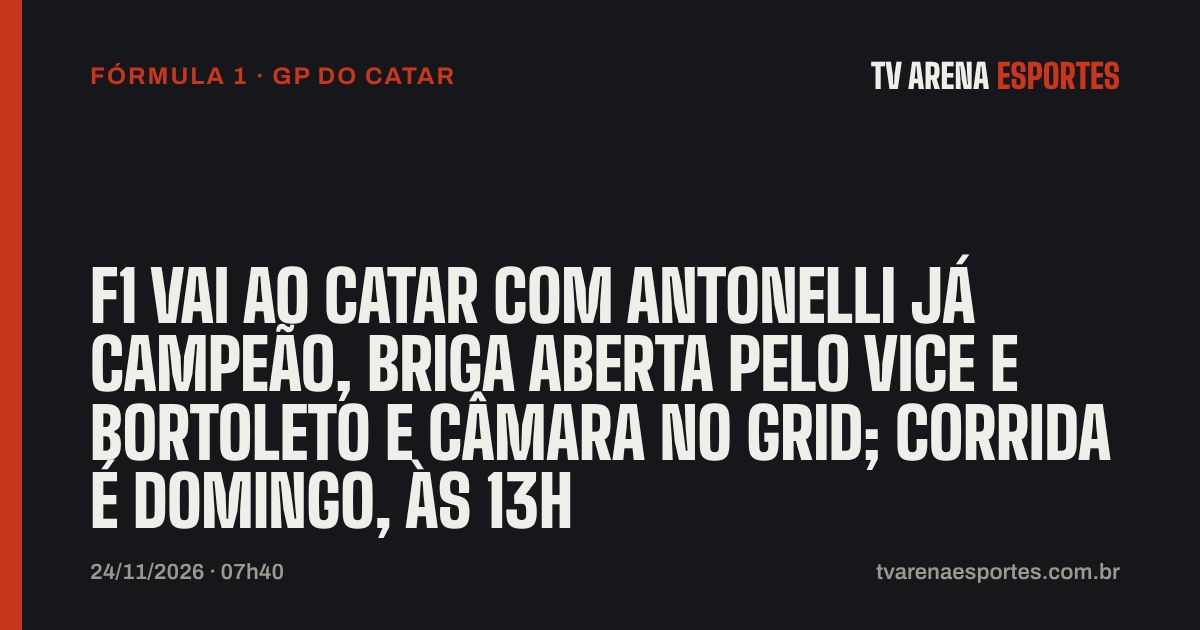 FÓRMULA 1 · GP DO CATAR
TV ARENA ESPORTES
F1 VAI AO CATAR COM ANTONELLI JÁ
CAMPEÃO, BRIGA ABERTA PELO VICE E
BORTOLETO E CÂMARA NO GRID; CORRIDA
É DOMINGO, ÀS 13H
24/11/2026 · 07h40
tvarenaesportes.com.br